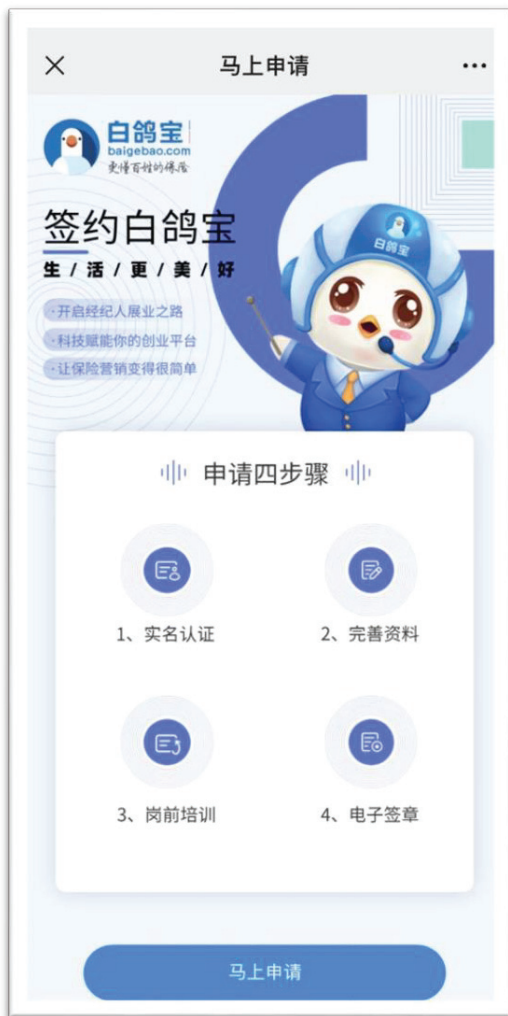 马上申请
白鸽宝
baigebao.com
更懂百姓的保险
签约白鸽宝
生/活/更/美/好
·开启经纪人展业之路
·科技赋能你的创业平台
·让保险营销变得很简单
白鸽宝
申请四步骤
1、实名认证
2、完善资料
3、岗前培训
4、电子签章
马上申请